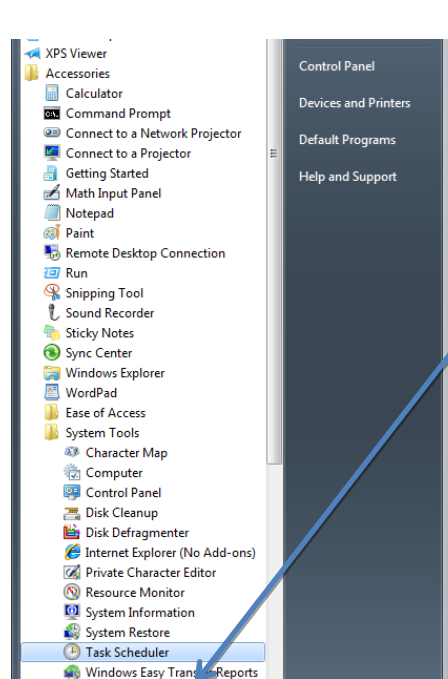 XPS Viewer
Accessories
Calculator
Command Prompt
Connect to a Network Projector
Connect to a Projector
Getting Started
Math Input Panel
Notepad
Paint
Remote Desktop Connection
Run
Snipping Tool
Sound Recorder
Sticky Notes
Sync Center
Windows Explorer
WordPad
Ease of Access
System Tools
Character Map
Computer
Control Panel
Disk Cleanup
Disk Defragmenter
Internet Explorer (No Add-ons)
Private Character Editor
Resource Monitor
System Information
System Restore
Task Scheduler
Windows Easy Transfer Reports
Control Panel
Devices and Printers
Default Programs
Help and Support